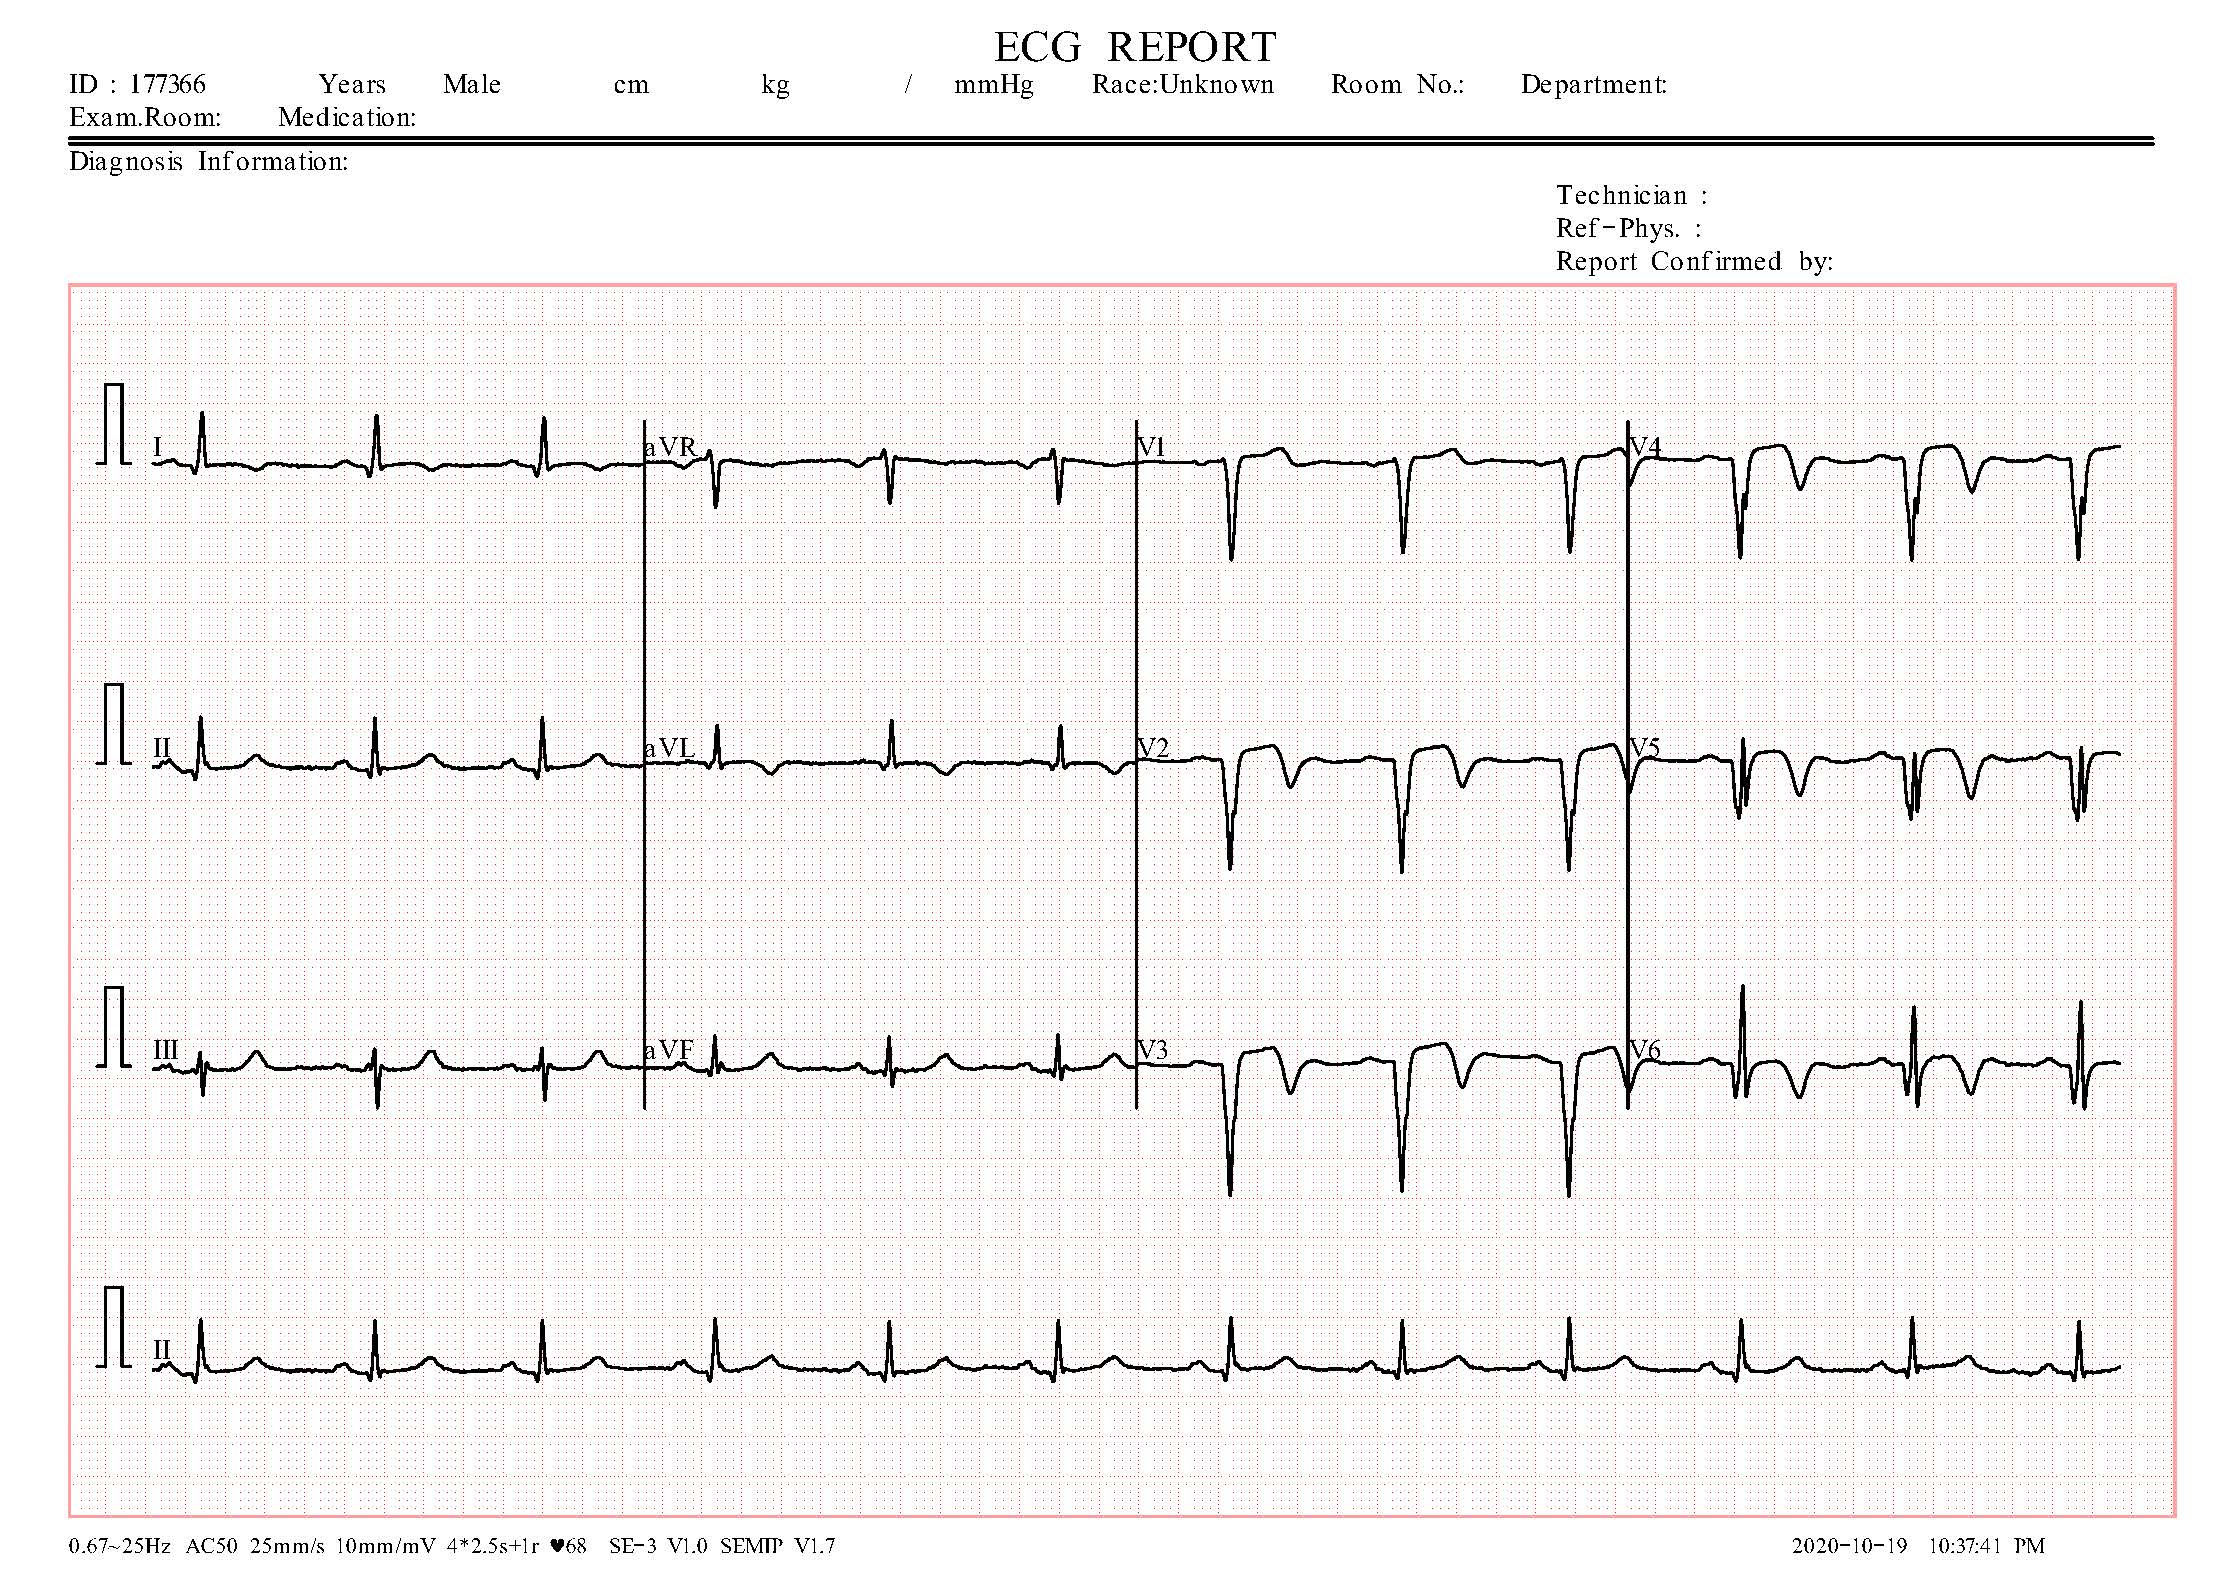 ECG REPORT
ID : 177366 Years Male cm kg / mmHg Race:Unknown Room No.: Department:
Exam.Room: Medication:
Diagnosis Information:
Technician :
Ref-Phys. :
Report Confirmed by:
I aVR V1 V4
II aVL V2 V5
III aVF V3 V6
II
0.67~25Hz AC50 25mm/s 10mm/mV 4*2.5s+1r ♥68 SE-3 V1.0 SEMIP V1.7 2020-10-19 10:37:41 PM